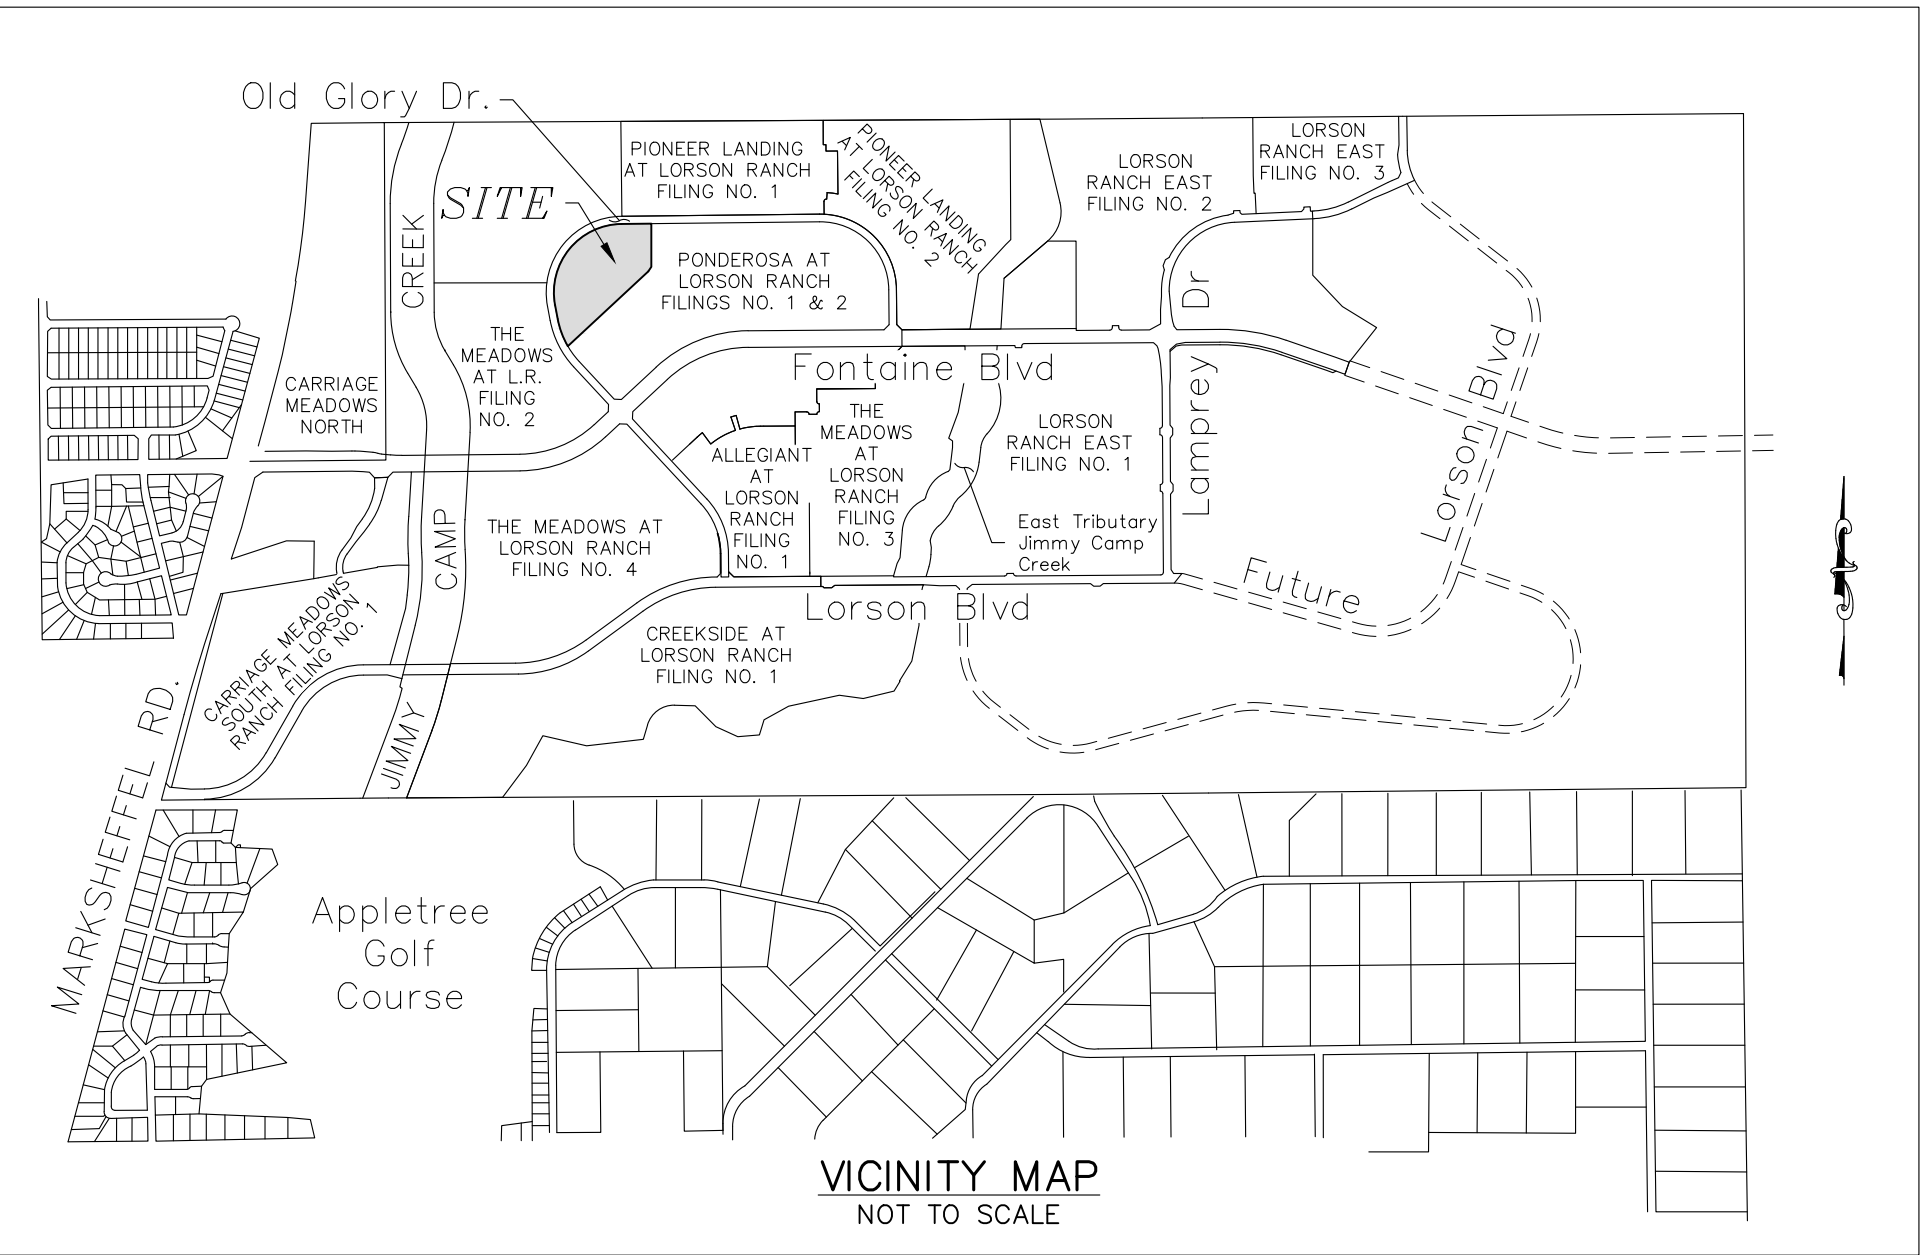 Old Glory Dr.
SITE
PIONEER LANDING
AT LORSON RANCH
FILING NO. 1
PIONEER LANDING
AT LORSON RANCH
FILING NO. 2
LORSON
RANCH EAST
FILING NO. 2
LORSON
RANCH EAST
FILING NO. 3
PONDEROSA AT
LORSON RANCH
FILINGS NO. 1 & 2
CREEK
CAMP
JIMMY
THE
MEADOWS
AT L.R.
FILING
NO. 2
CARRIAGE
MEADOWS
NORTH
Fontaine Blvd
Lamprey Dr
Lorson Blvd
ALLEGIANT
AT
LORSON
RANCH
FILING
NO. 1
THE
MEADOWS
AT
LORSON
RANCH
FILING
NO. 3
LORSON
RANCH EAST
FILING NO. 1
East Tributary
Jimmy Camp
Creek
THE MEADOWS AT
LORSON RANCH
FILING NO. 4
Future
Lorson Blvd
CARRIAGE MEADOWS
SOUTH AT LORSON
RANCH FILING NO. 1
CREEKSIDE AT
LORSON RANCH
FILING NO. 1
MARKSHEFFEL RD.
Appletree
Golf
Course
VICINITY MAP
NOT TO SCALE